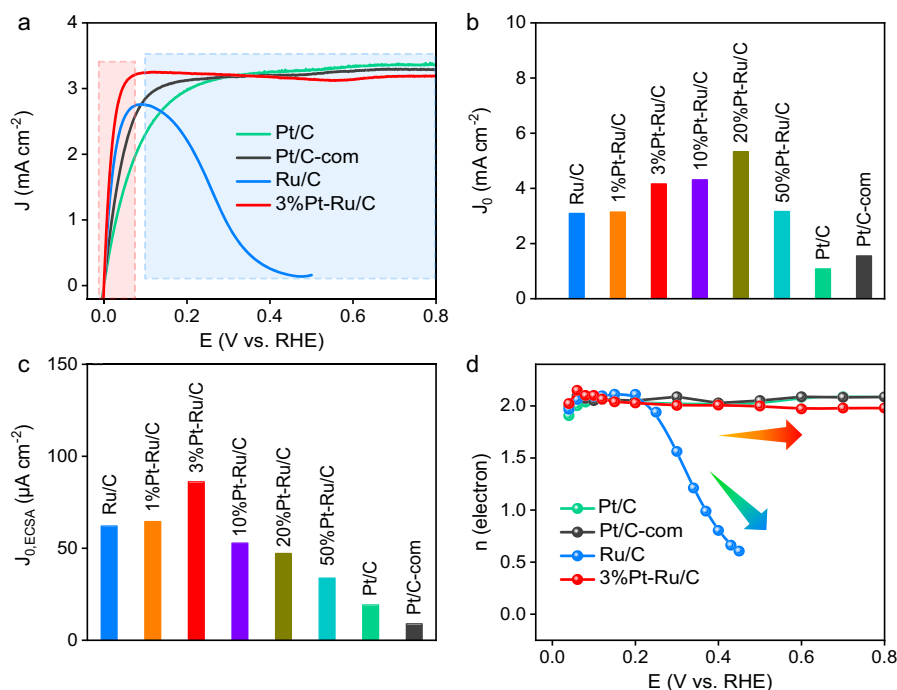 a
J (mA cm⁻²)
4
3
2
1
0
Pt/C
Pt/C-com
Ru/C
3%Pt-Ru/C
0.0 0.2 0.4 0.6 0.8
E (V vs. RHE)
b
J₀ (mA cm⁻²)
10
8
6
4
2
0
Ru/C
1%Pt-Ru/C
3%Pt-Ru/C
10%Pt-Ru/C
20%Pt-Ru/C
50%Pt-Ru/C
Pt/C
Pt/C-com
c
J₀,ECSA (μA cm⁻²)
150
100
50
0
Ru/C
1%Pt-Ru/C
3%Pt-Ru/C
10%Pt-Ru/C
20%Pt-Ru/C
50%Pt-Ru/C
Pt/C
Pt/C-com
d
n (electron)
2.0
1.5
1.0
0.5
0.0
Pt/C
Pt/C-com
Ru/C
3%Pt-Ru/C
0.0 0.2 0.4 0.6 0.8
E (V vs. RHE)